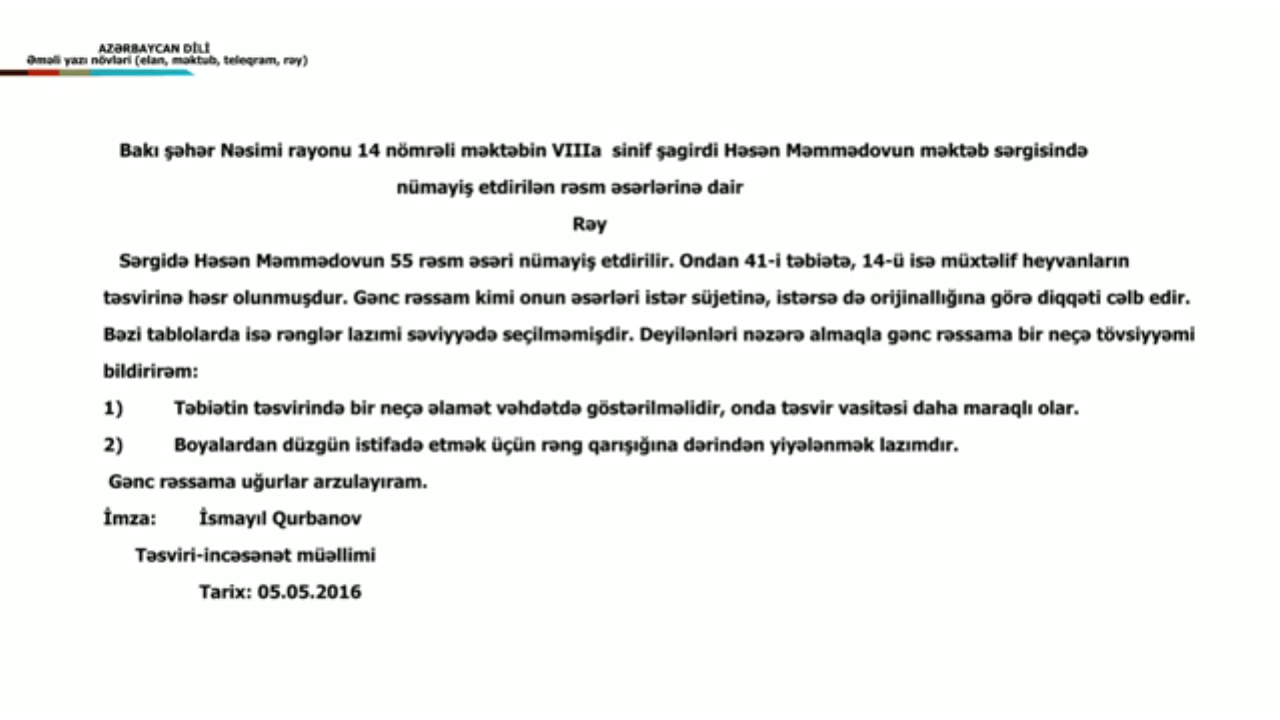 AZƏRBAYCAN DİLİ
Əməli yazı növləri (elan, məktub, teleqram, rəy)
Bakı şəhər Nəsimi rayonu 14 nömrəli məktəbin VIIIa sinif şagirdi Həsən Məmmədovun məktəb sərgisində
nümayiş etdirilən rəsm əsərlərinə dair
Rəy
Sərgidə Həsən Məmmədovun 55 rəsm əsəri nümayiş etdirilir. Ondan 41-i təbiətə, 14-ü isə müxtəlif heyvanların
təsvirinə həsr olunmuşdur. Gənc rəssam kimi onun əsərləri istər süjetinə, istərsə də orijinallığına görə diqqəti cəlb edir.
Bəzi tablolarda isə rənglər lazımi səviyyədə seçilməmişdir. Deyilənləri nəzərə almaqla gənc rəssama bir neçə tövsiyyəmi
bildirirəm:
1) Təbiətin təsvirində bir neçə əlamət vəhdətdə göstərilməlidir, onda təsvir vasitəsi daha maraqlı olar.
2) Boyalardan düzgün istifadə etmək üçün rəng qarışığına dərindən yiyələnmək lazımdır.
Gənc rəssama uğurlar arzulayıram.
İmza: İsmayıl Qurbanov
Təsviri-incəsənət müəllimi
Tarix: 05.05.2016